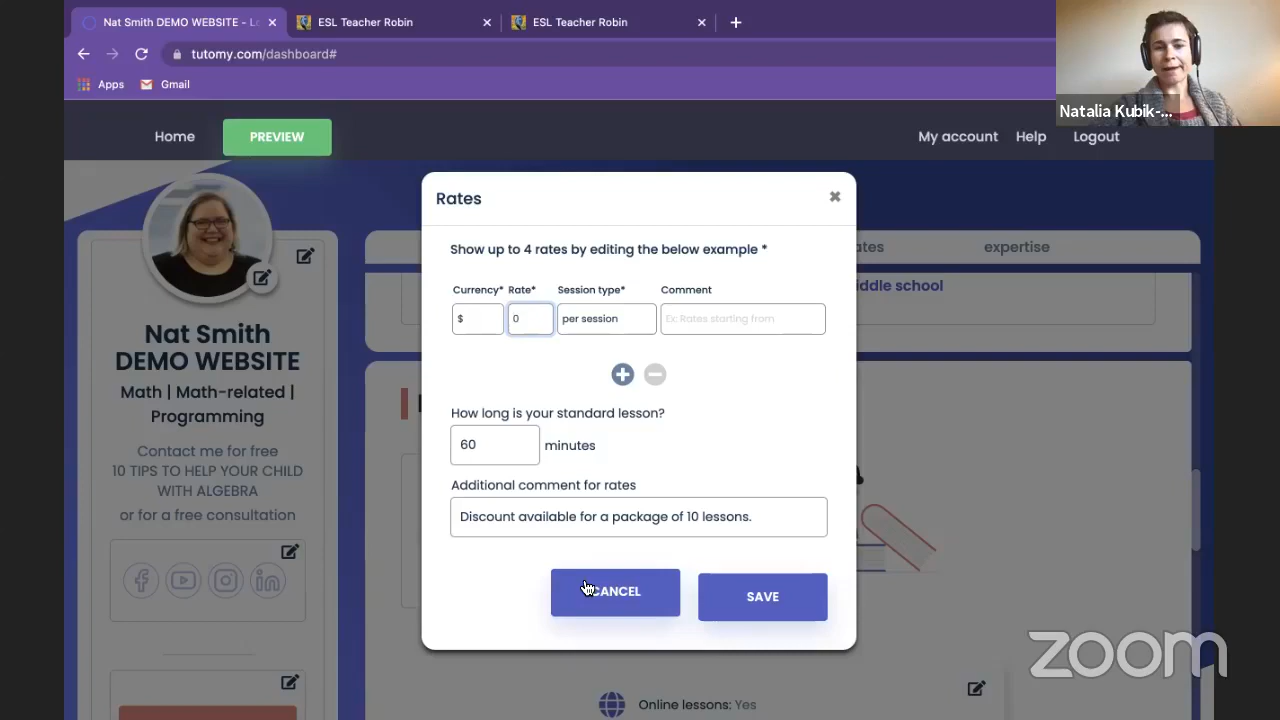 Nat Smith DEMO WEBSITE - Lo
ESL Teacher Robin
ESL Teacher Robin
tutomy.com/dashboard#
Apps
Gmail
Natalia Kubik-...
Home
PREVIEW
My account
Help
Logout
Rates
expertise
Show up to 4 rates by editing the below example *
Currency* Rate* Session type* Comment
$ 0 per session Ex: Rates starting from
Nat Smith
DEMO WEBSITE
Math | Math-related |
Programming
Contact me for free
10 TIPS TO HELP YOUR CHILD
WITH ALGEBRA
or for a free consultation
How long is your standard lesson?
60 minutes
Additional comment for rates
Discount available for a package of 10 lessons.
CANCEL
SAVE
school
Online lessons: Yes
zoom